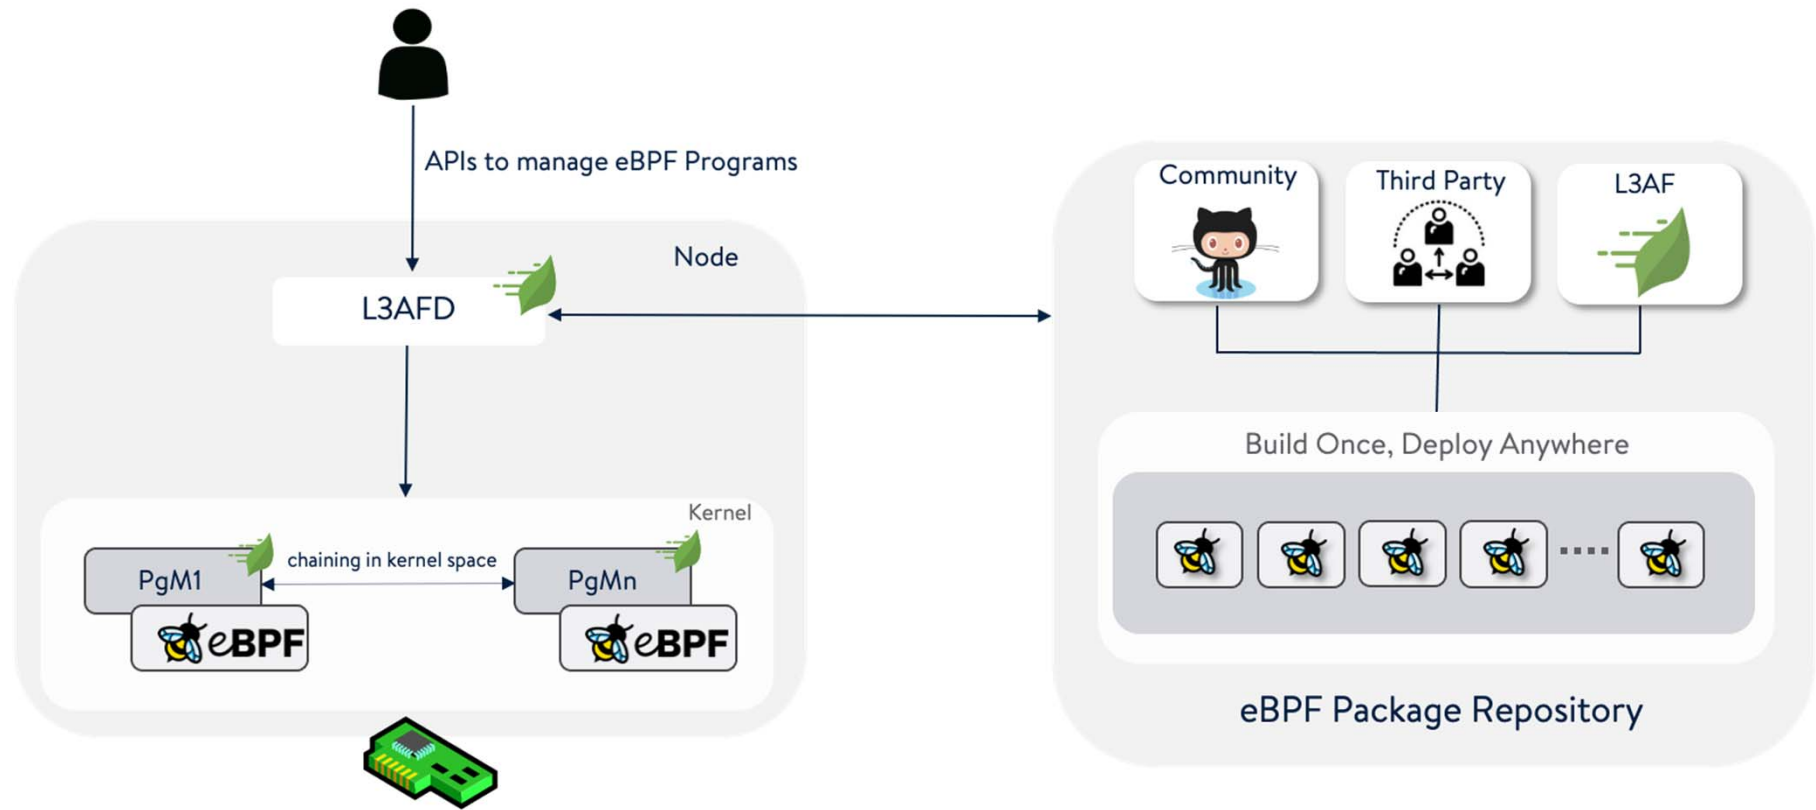 APIs to manage eBPF Programs
Node
L3AFD
Kernel
PgM1
chaining in kernel space
PgMn
eBPF
eBPF
Community
Third Party
L3AF
Build Once, Deploy Anywhere
eBPF Package Repository